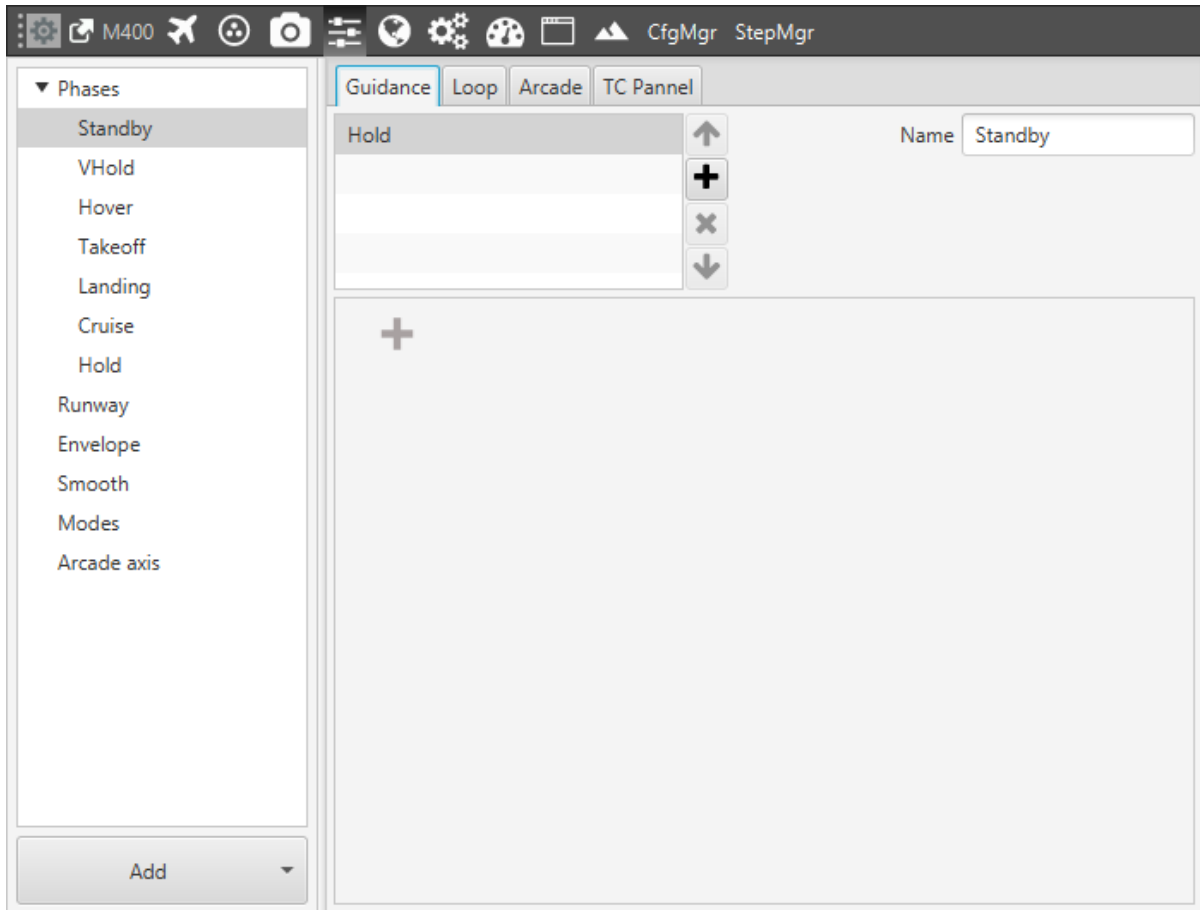 M400 CfgMgr StepMgr
Phases
Standby
VHold
Hover
Takeoff
Landing
Cruise
Hold
Runway
Envelope
Smooth
Modes
Arcade axis
Add
Guidance Loop Arcade TC Pannel
Hold
Name Standby